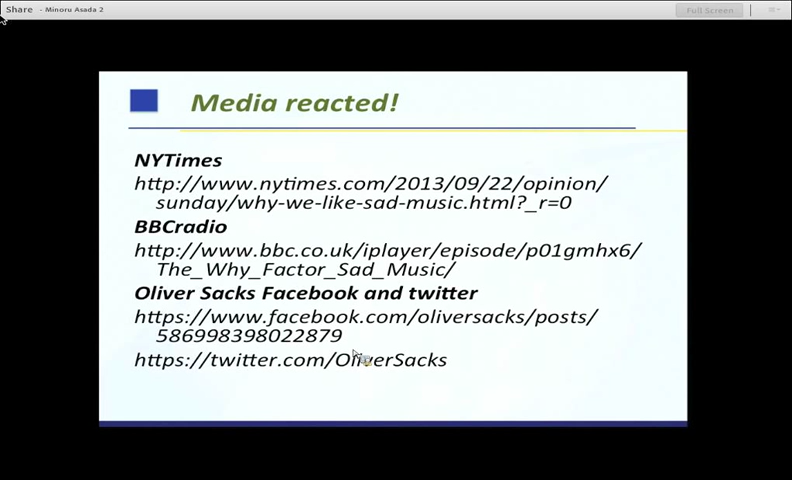 Share - Minoru Asada 2
Full Screen
Media reacted!
NYTimes
http://www.nytimes.com/2013/09/22/opinion/
sunday/why-we-like-sad-music.html?_r=0
BBCradio
http://www.bbc.co.uk/iplayer/episode/p01gmhx6/
The_Why_Factor_Sad_Music/
Oliver Sacks Facebook and twitter
https://www.facebook.com/oliversacks/posts/
586998398022879
https://twitter.com/OliverSacks